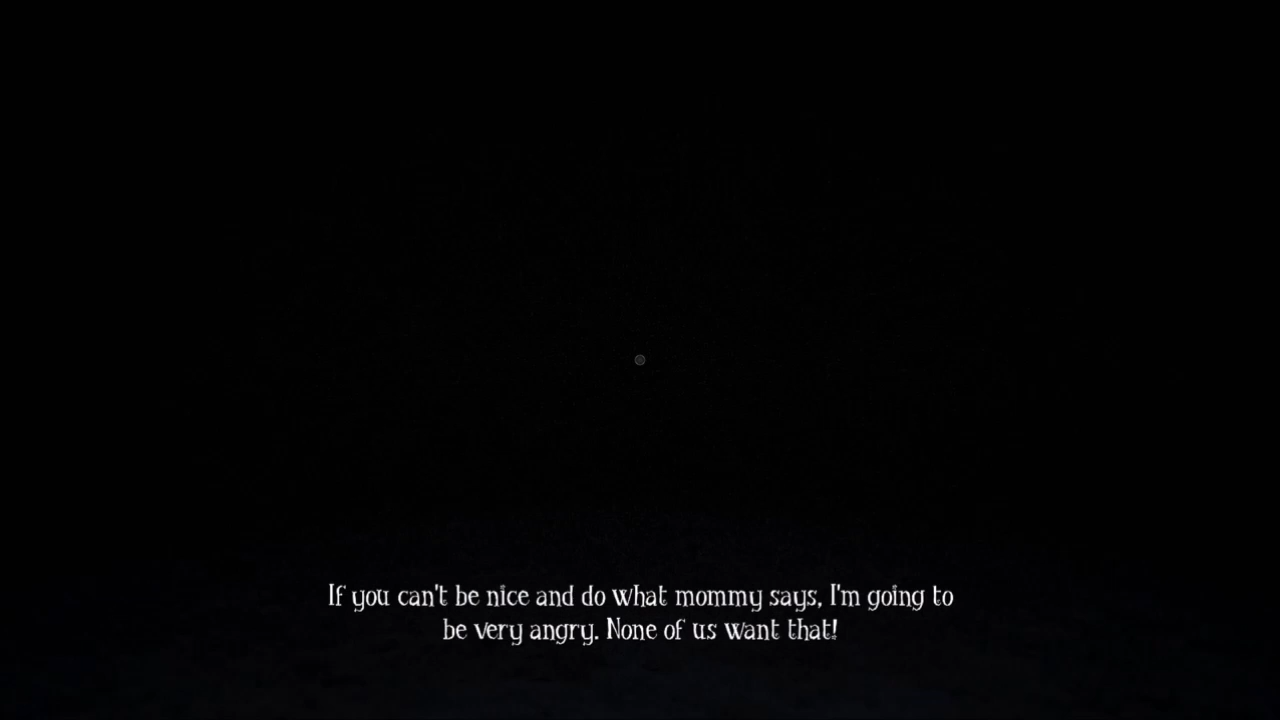 If you can't be nice and do what mommy says, I'm going to
be very angry. None of us want that!